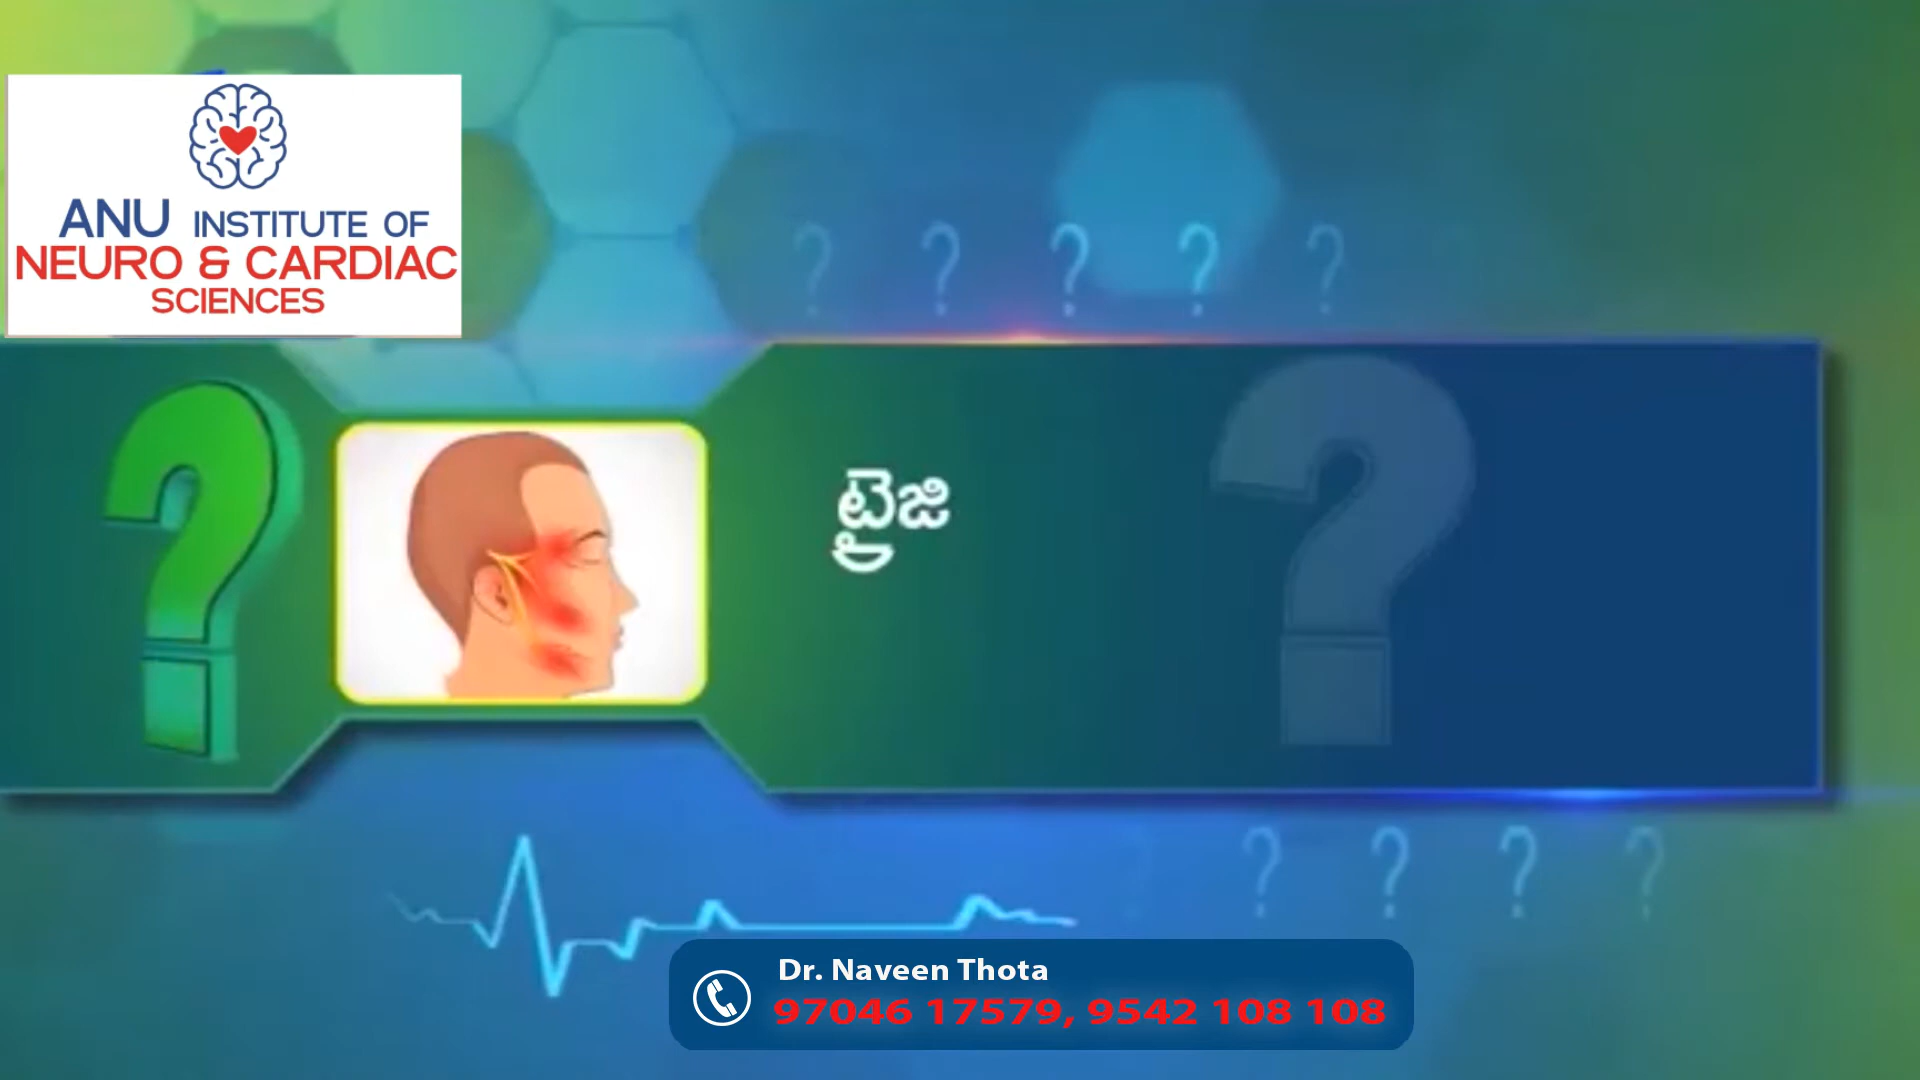 ANU INSTITUTE OF
NEURO & CARDIAC
SCIENCES
ట్రైజి
Dr. Naveen Thota
97046 17579, 9542 108 108